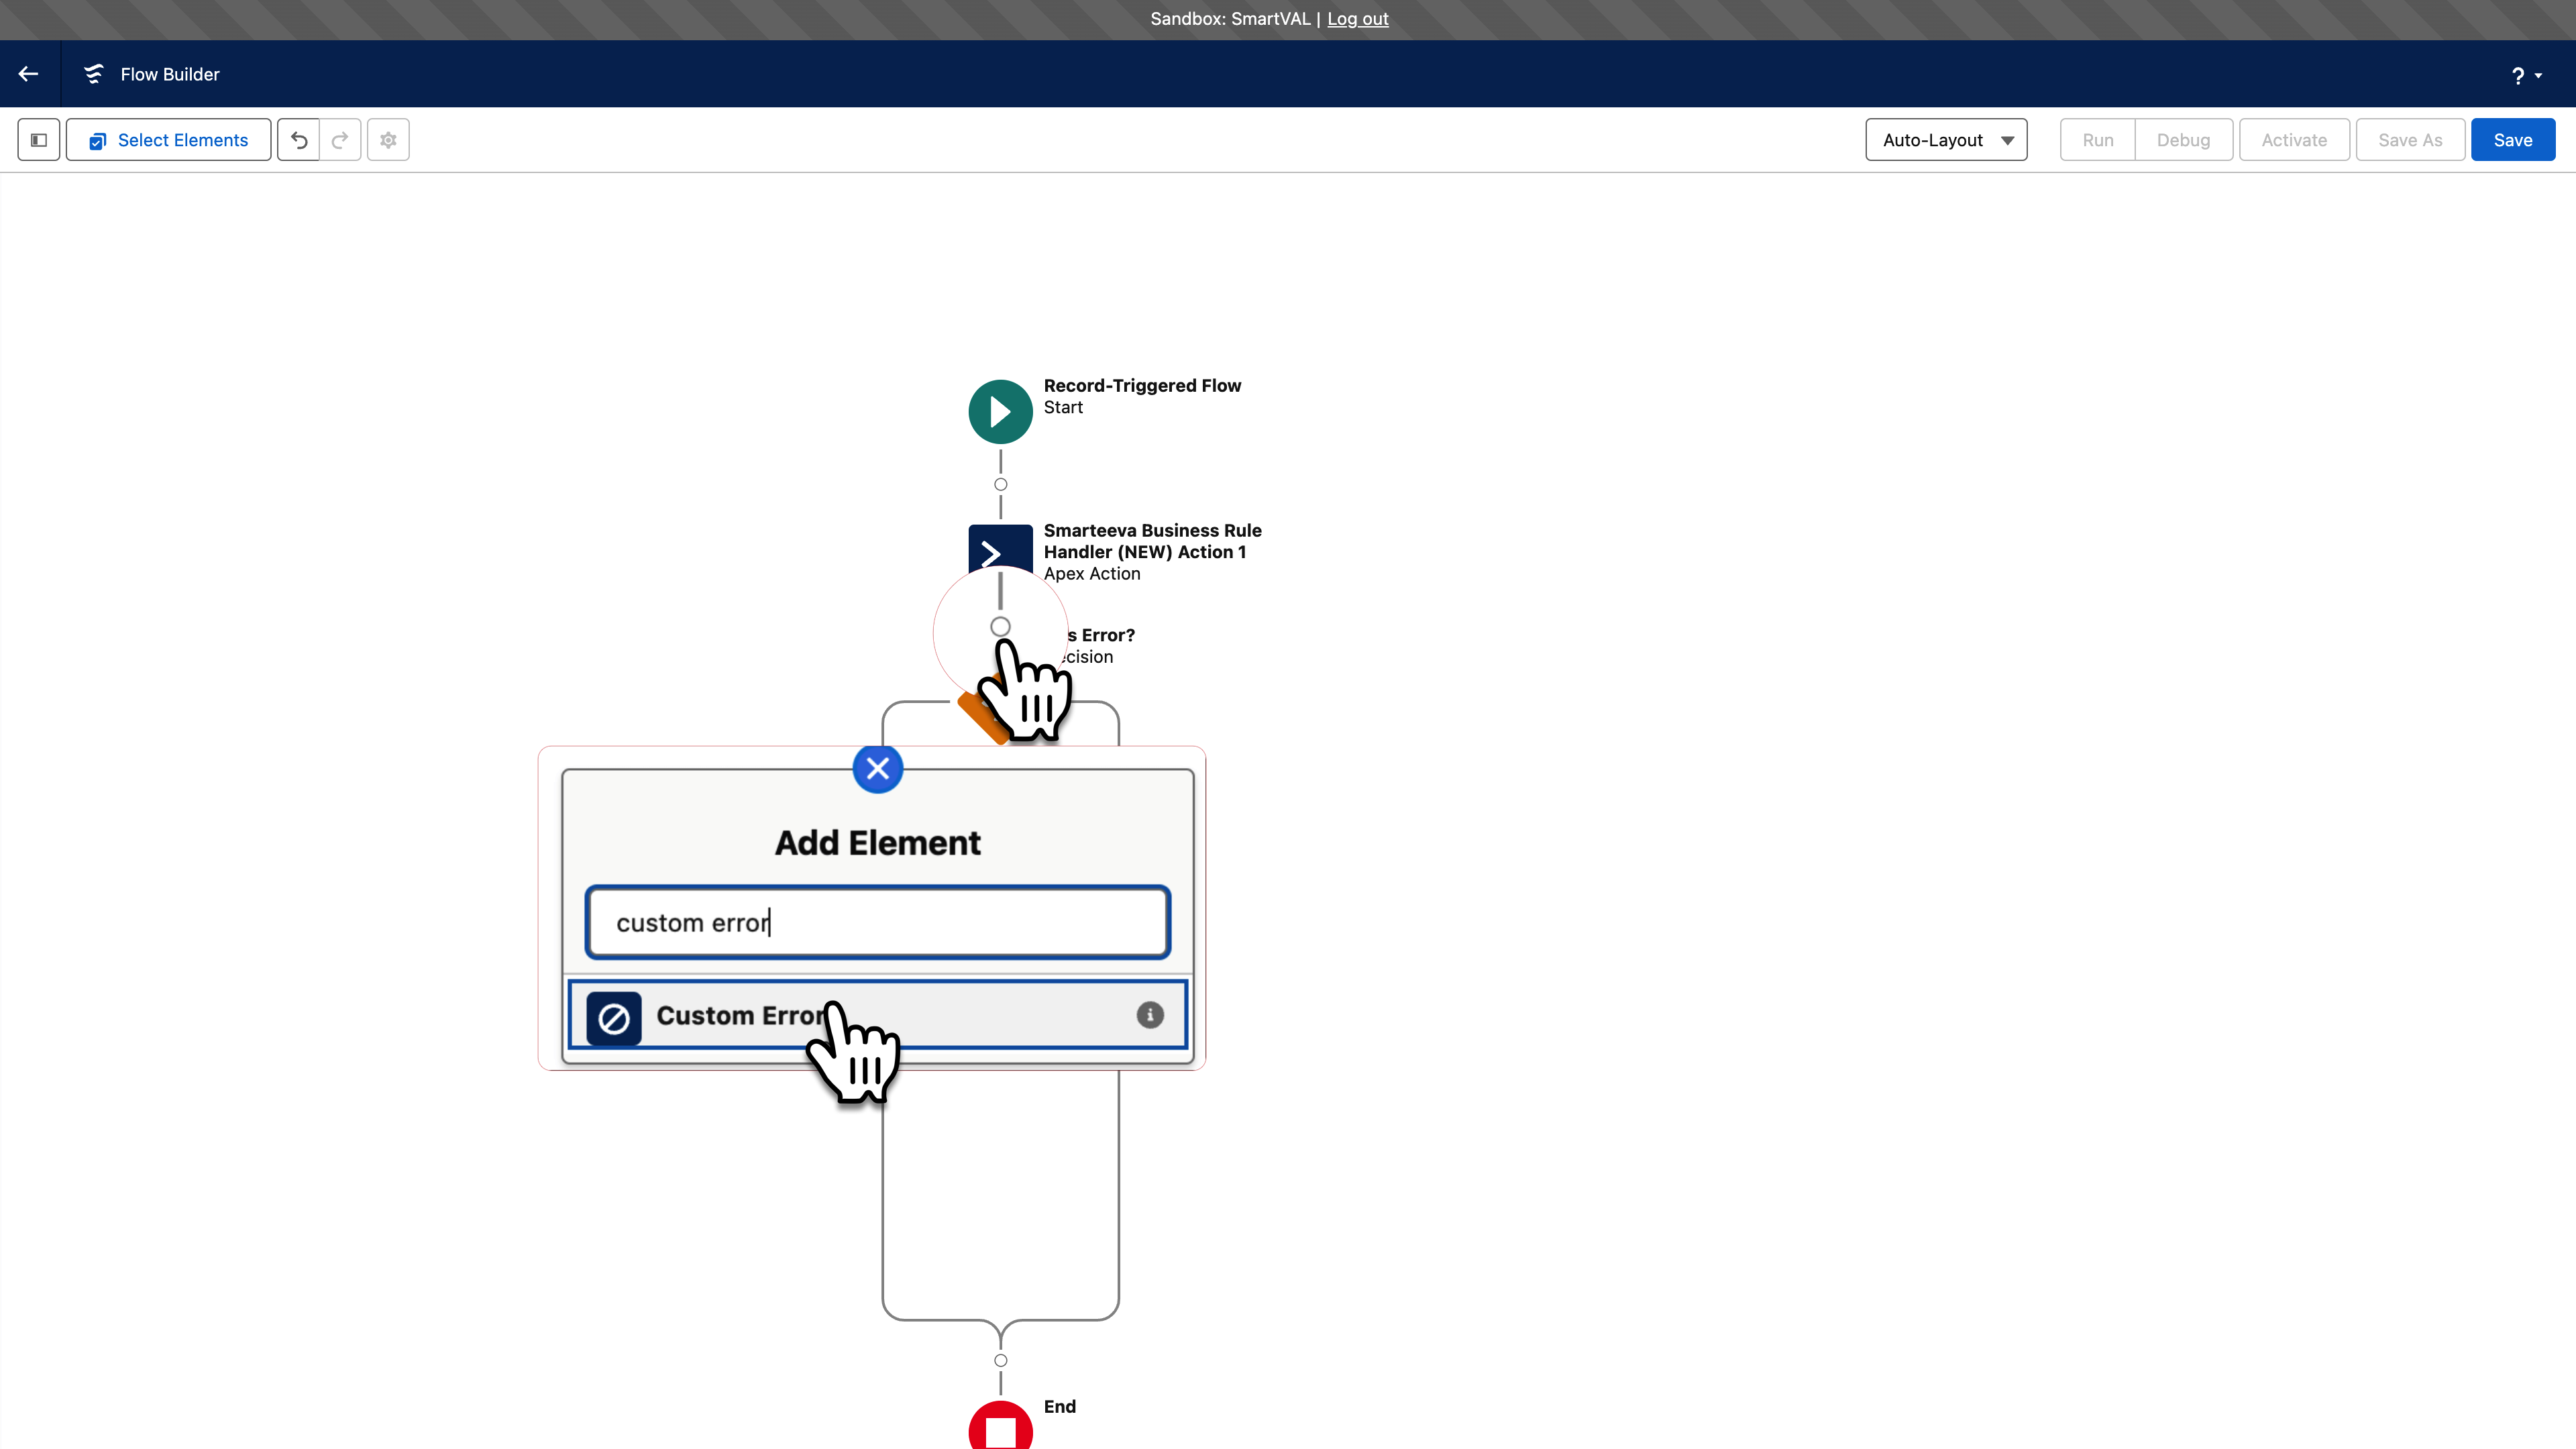 Sandbox: SmartVAL | Log out
Flow Builder
?
Select Elements
Auto-Layout
Run
Debug
Activate
Save As
Save
Record-Triggered Flow
Start
Smarteeva Business Rule
Handler (NEW) Action 1
Apex Action
s Error?
cision
Add Element
custom error
Custom Error
End